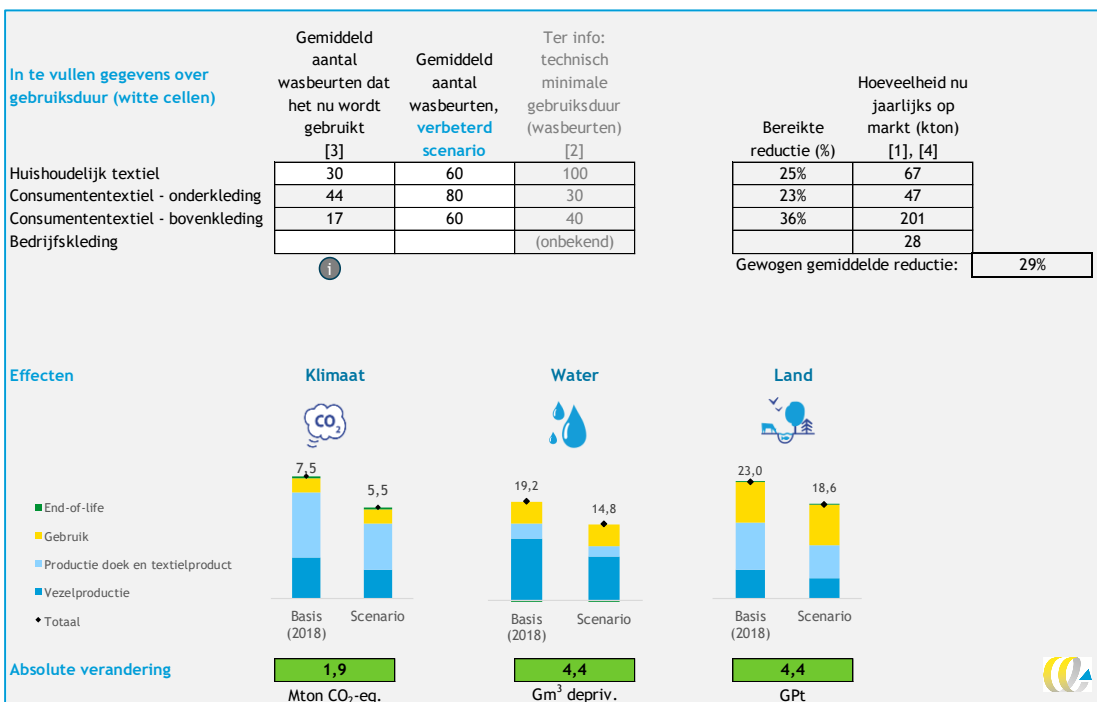 In te vullen gegevens over
gebruiksduur (witte cellen)
Gemiddeld
aantal
wasbeurten dat
het nu wordt
gebruikt
[3]
Gemiddeld
aantal
wasbeurten,
verbeterd
scenario
Ter info:
technisch
minimale
gebruiksduur
(wasbeurten)
[2]
Bereikte
reductie (%)
Hoeveelheid nu
jaarlijks op
markt (kton)
[1], [4]
Huishoudelijk textiel 30 60 100 25% 67
Consumententextiel - onderkleding 44 80 30 23% 47
Consumententextiel - bovenkleding 17 60 40 36% 201
Bedrijfskleding (onbekend) 28
i
Gewogen gemiddelde reductie: 29%
Effecten Klimaat Water Land
CO2
End-of-life
Gebruik
Productie doek en textielproduct
Vezelproductie
Totaal
7,5 5,5
Basis
(2018)
Scenario
19,2 14,8
Basis
(2018)
Scenario
23,0 18,6
Basis
(2018)
Scenario
Absolute verandering 1,9 4,4 4,4
Mton CO₂-eq. Gm³ depriv. GPt